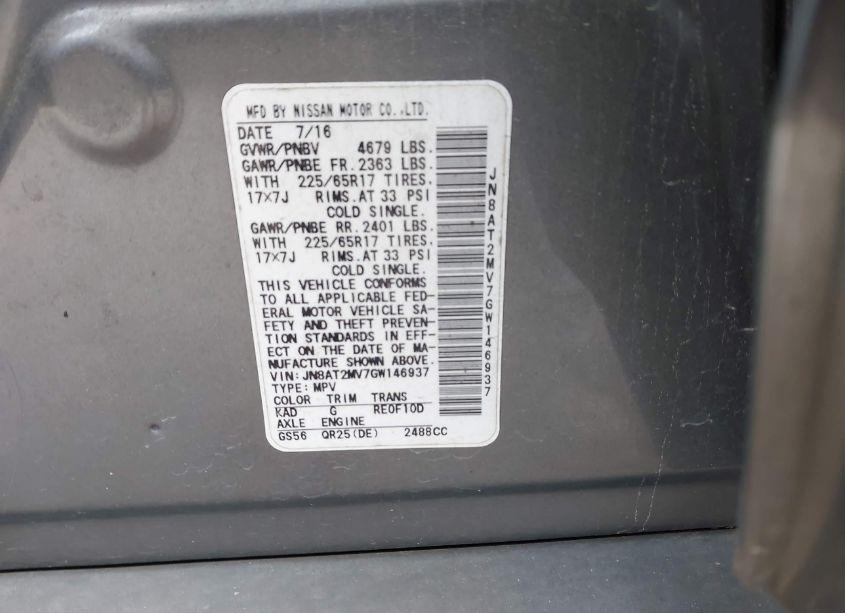 MFD BY NISSAN MOTOR CO.,LTD.
DATE 7/16
GVWR/PNBV 4679 LBS.
GAWR/PNBE FR. 2363 LBS.
WITH 225/65R17 TIRES.
17×7J RIMS.AT 33 PSI
COLD SINGLE.
GAWR/PNBE RR. 2401 LBS.
WITH 225/65R17 TIRES.
17×7J RIMS.AT 33 PSI
COLD SINGLE.
THIS VEHICLE CONFORMS
TO ALL APPLICABLE FED-
ERAL MOTOR VEHICLE SA-
FETY AND THEFT PREVEN-
TION STANDARDS IN EFF-
ECT ON THE DATE OF MA-
NUFACTURE SHOWN ABOVE.
VIN:JN8AT2MV7GW146937
TYPE:MPV
COLOR TRIM TRANS
KAD G RE0F10D
AXLE ENGINE
GS56 QR25(DE) 2488CC
JN8AT2MV7GW146937